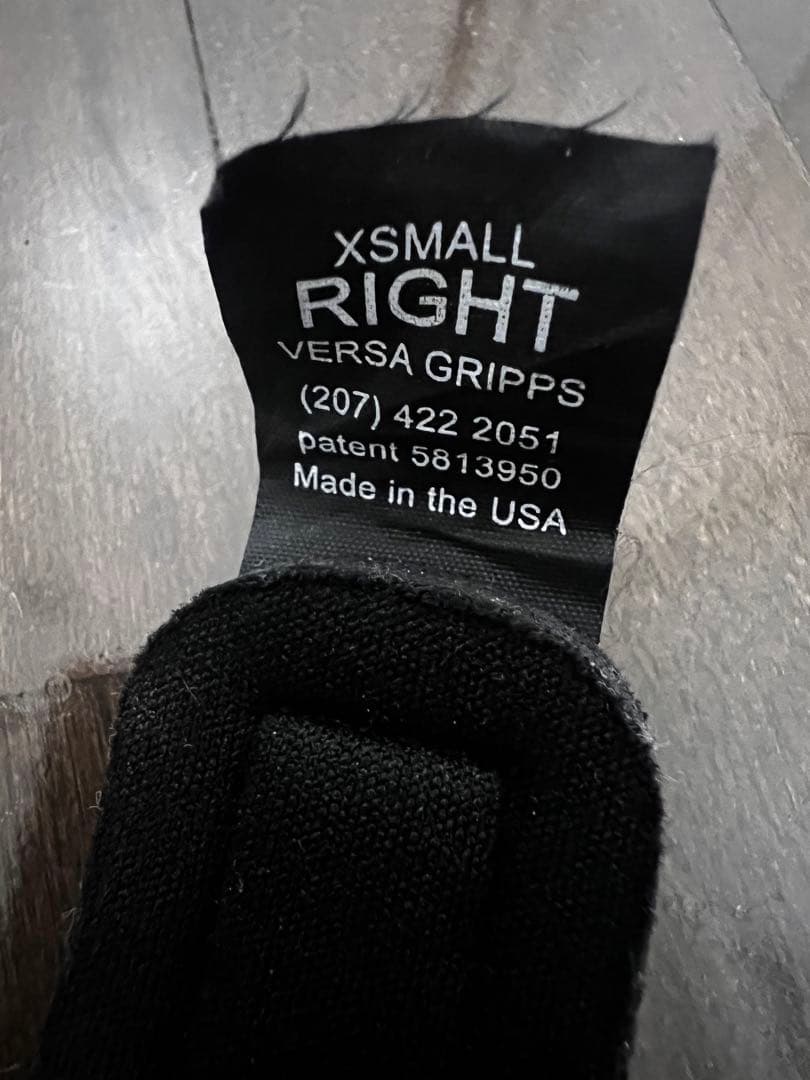 XSMALL
RIGHT
VERSA GRIPPS
(207) 422 2051
patent 5813950
Made in the USA